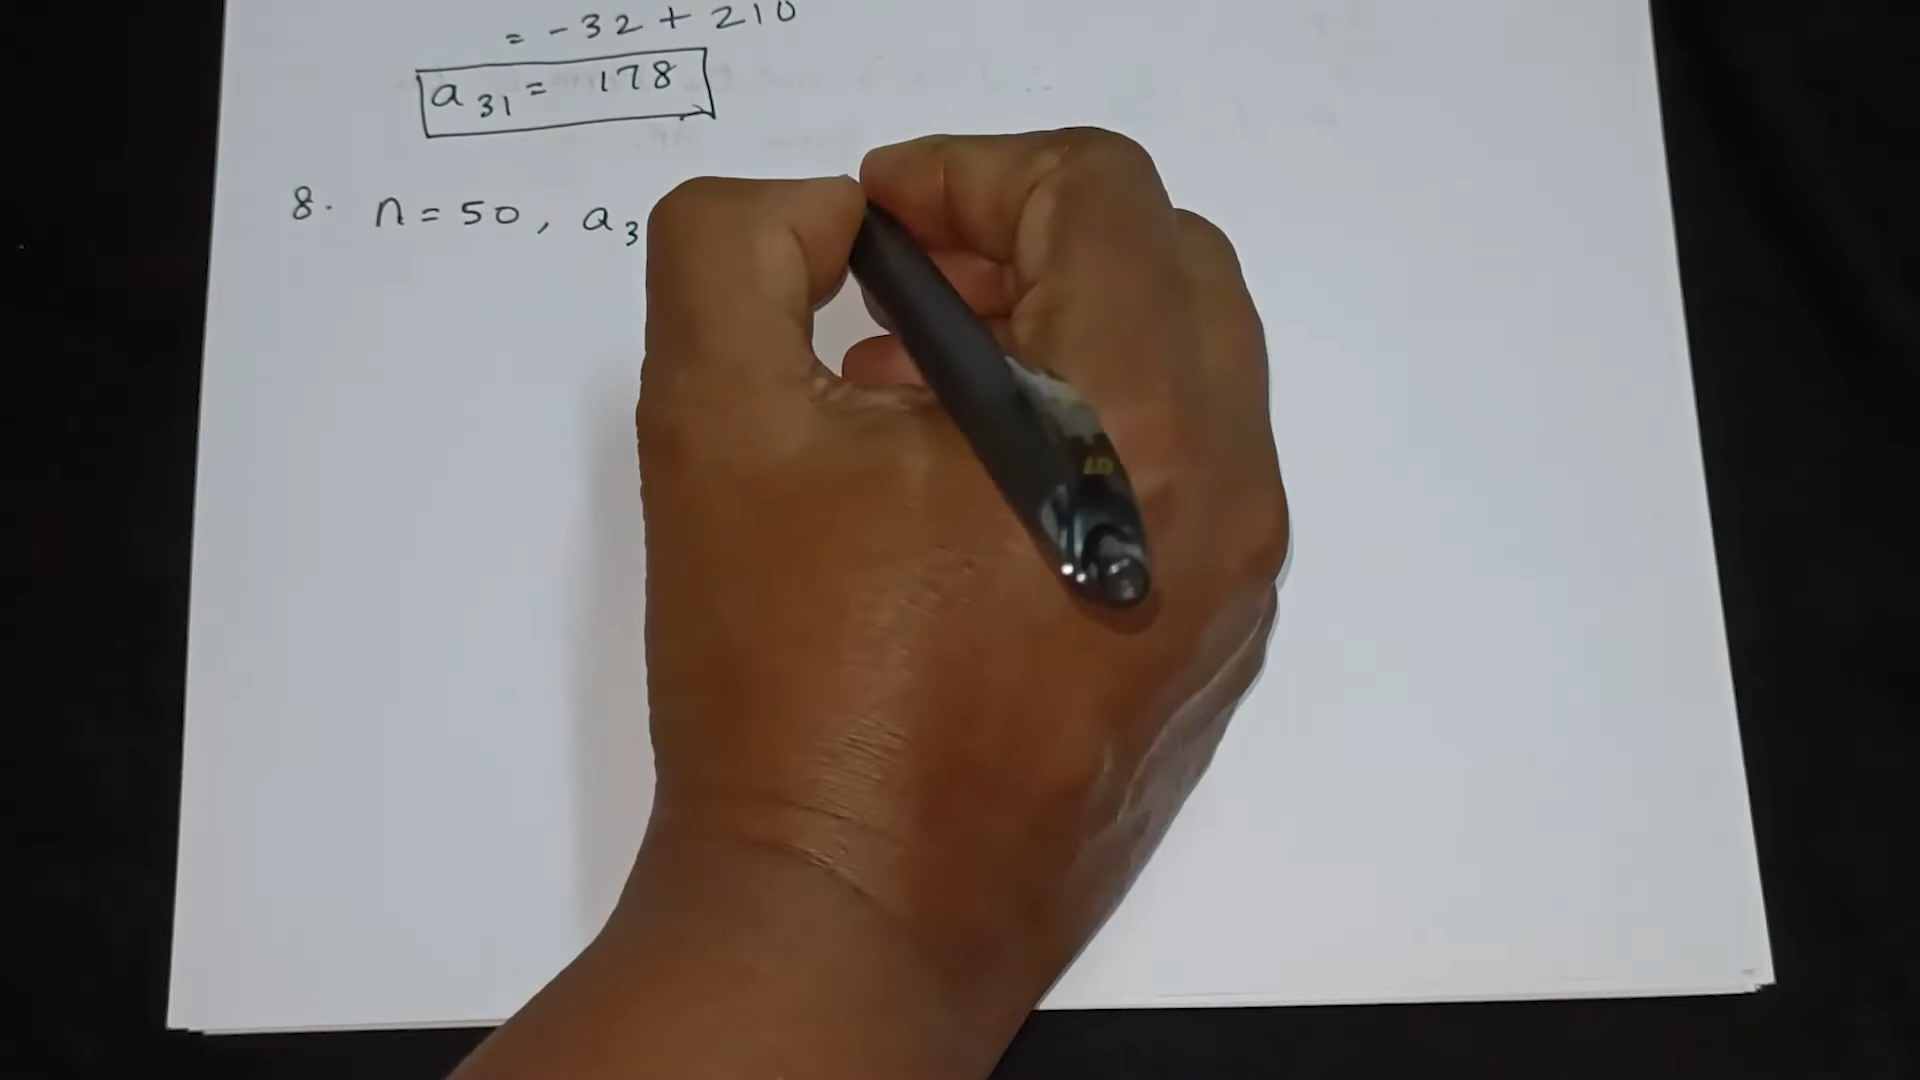 = -32 + 210
a31 = 178
8. n = 50, a3